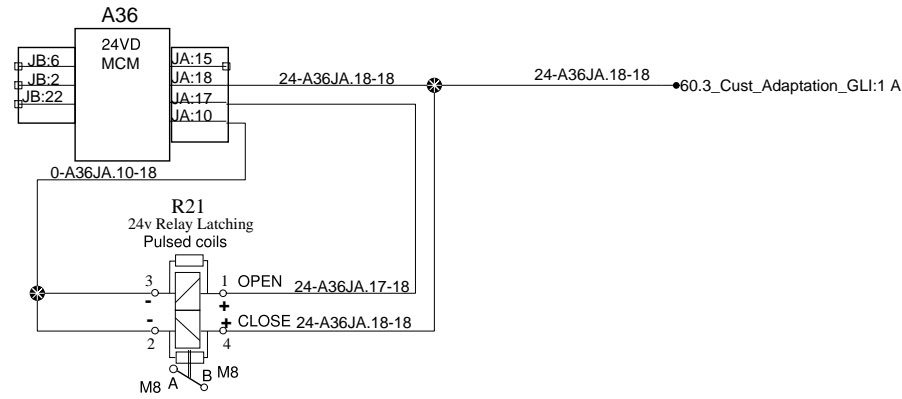 A36
24VD
MCM
JB:6
JB:2
JB:22
JA:15
JA:18
JA:17
JA:10
24-A36JA.18-18
24-A36JA.18-18
60.3_Cust_Adaptation_GLI:1 A
0-A36JA.10-18
R21
24v Relay Latching
Pulsed coils
3
1
OPEN
24-A36JA.17-18
-
+
-
+
CLOSE
24-A36JA.18-18
2
4
M8
A
B
M8